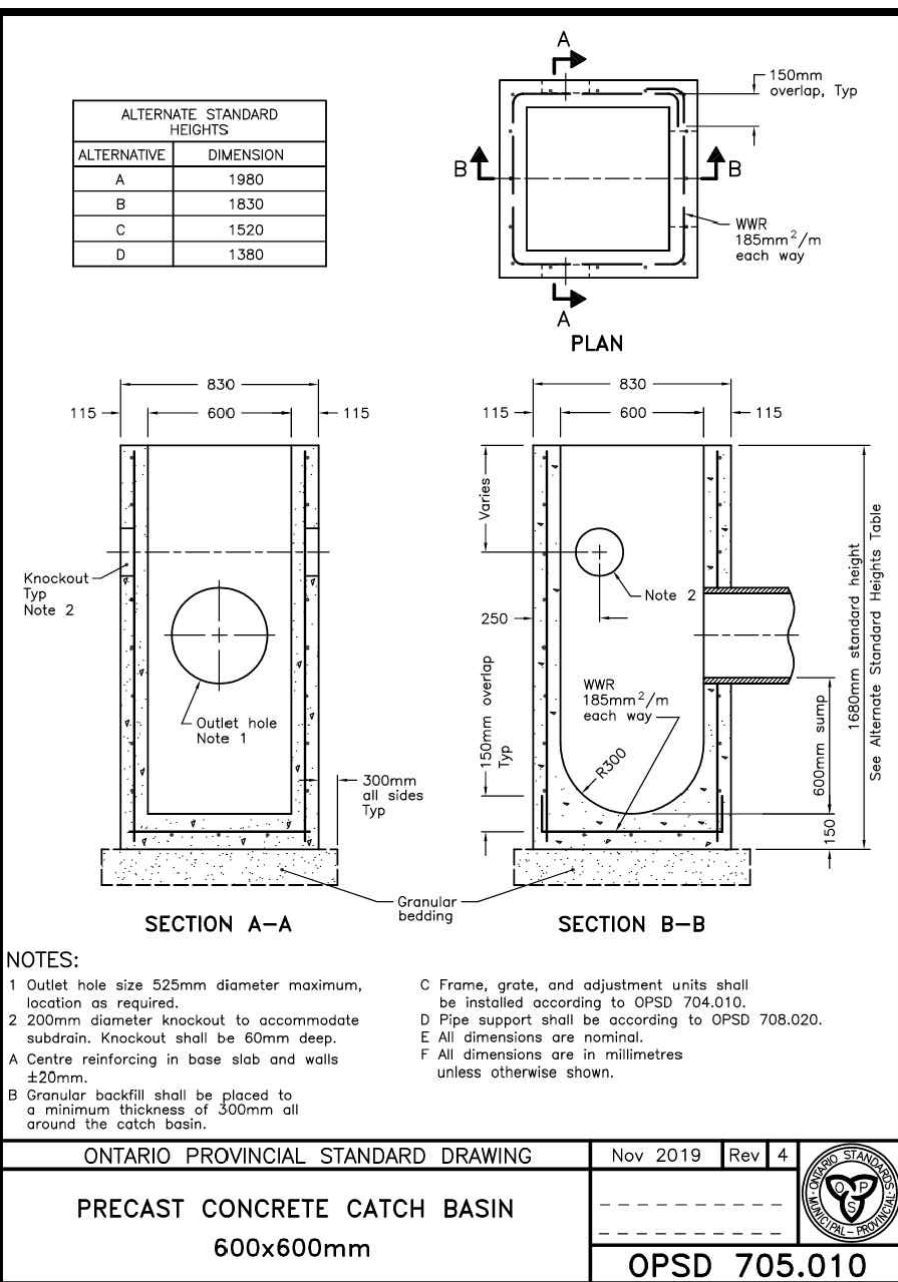 ALTERNATE STANDARD
HEIGHTS
ALTERNATIVE DIMENSION
A 1980
B 1830
C 1520
D 1380
A
150mm
overlap, Typ
B
B
WWR
185mm²/m
each way
A
PLAN
830
115
600
115
Knockout
Typ
Note 2
Outlet hole
Note 1
300mm
all sides
Typ
SECTION A-A
830
115
600
115
Varies
Note 2
250
150mm overlap
Typ
WWR
185mm²/m
each way
R300
600mm sump
150
1680mm standard height
See Alternate Standard Heights Table
Granular
bedding
SECTION B-B
NOTES:
1 Outlet hole size 525mm diameter maximum,
location as required.
2 200mm diameter knockout to accommodate
subdrain. Knockout shall be 60mm deep.
A Centre reinforcing in base slab and walls
±20mm.
B Granular backfill shall be placed to
a minimum thickness of 300mm all
around the catch basin.
C Frame, grate, and adjustment units shall
be installed according to OPSD 704.010.
D Pipe support shall be according to OPSD 708.020.
E All dimensions are nominal.
F All dimensions are in millimetres
unless otherwise shown.
ONTARIO PROVINCIAL STANDARD DRAWING
Nov 2019 Rev 4
PRECAST CONCRETE CATCH BASIN
600x600mm
ONTARIO STANDARDS
MUNICIPAL - PROVINCIAL
O P S
OPSD 705.010